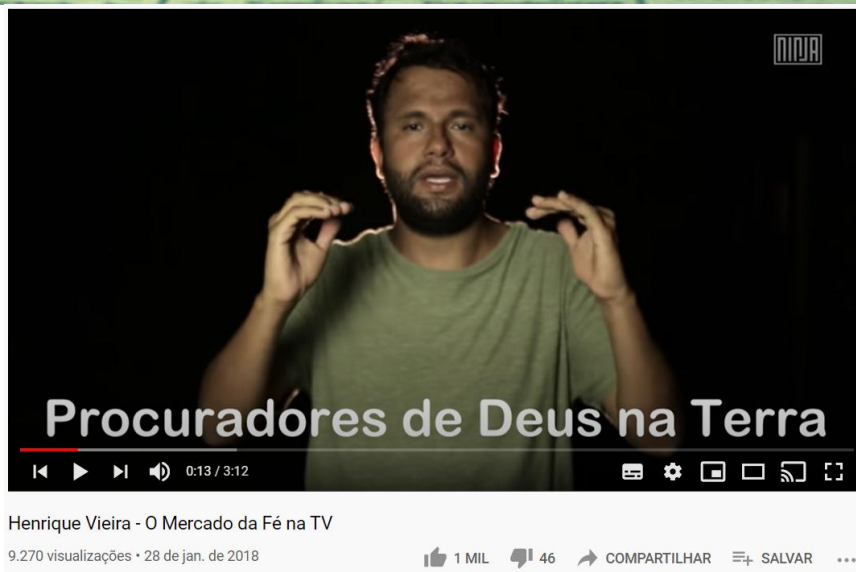 NINJA
Procuradores de Deus na Terra
0:13 / 3:12
Henrique Vieira - O Mercado da Fé na TV
9.270 visualizações • 28 de jan. de 2018
1 MIL 46 COMPARTILHAR SALVAR